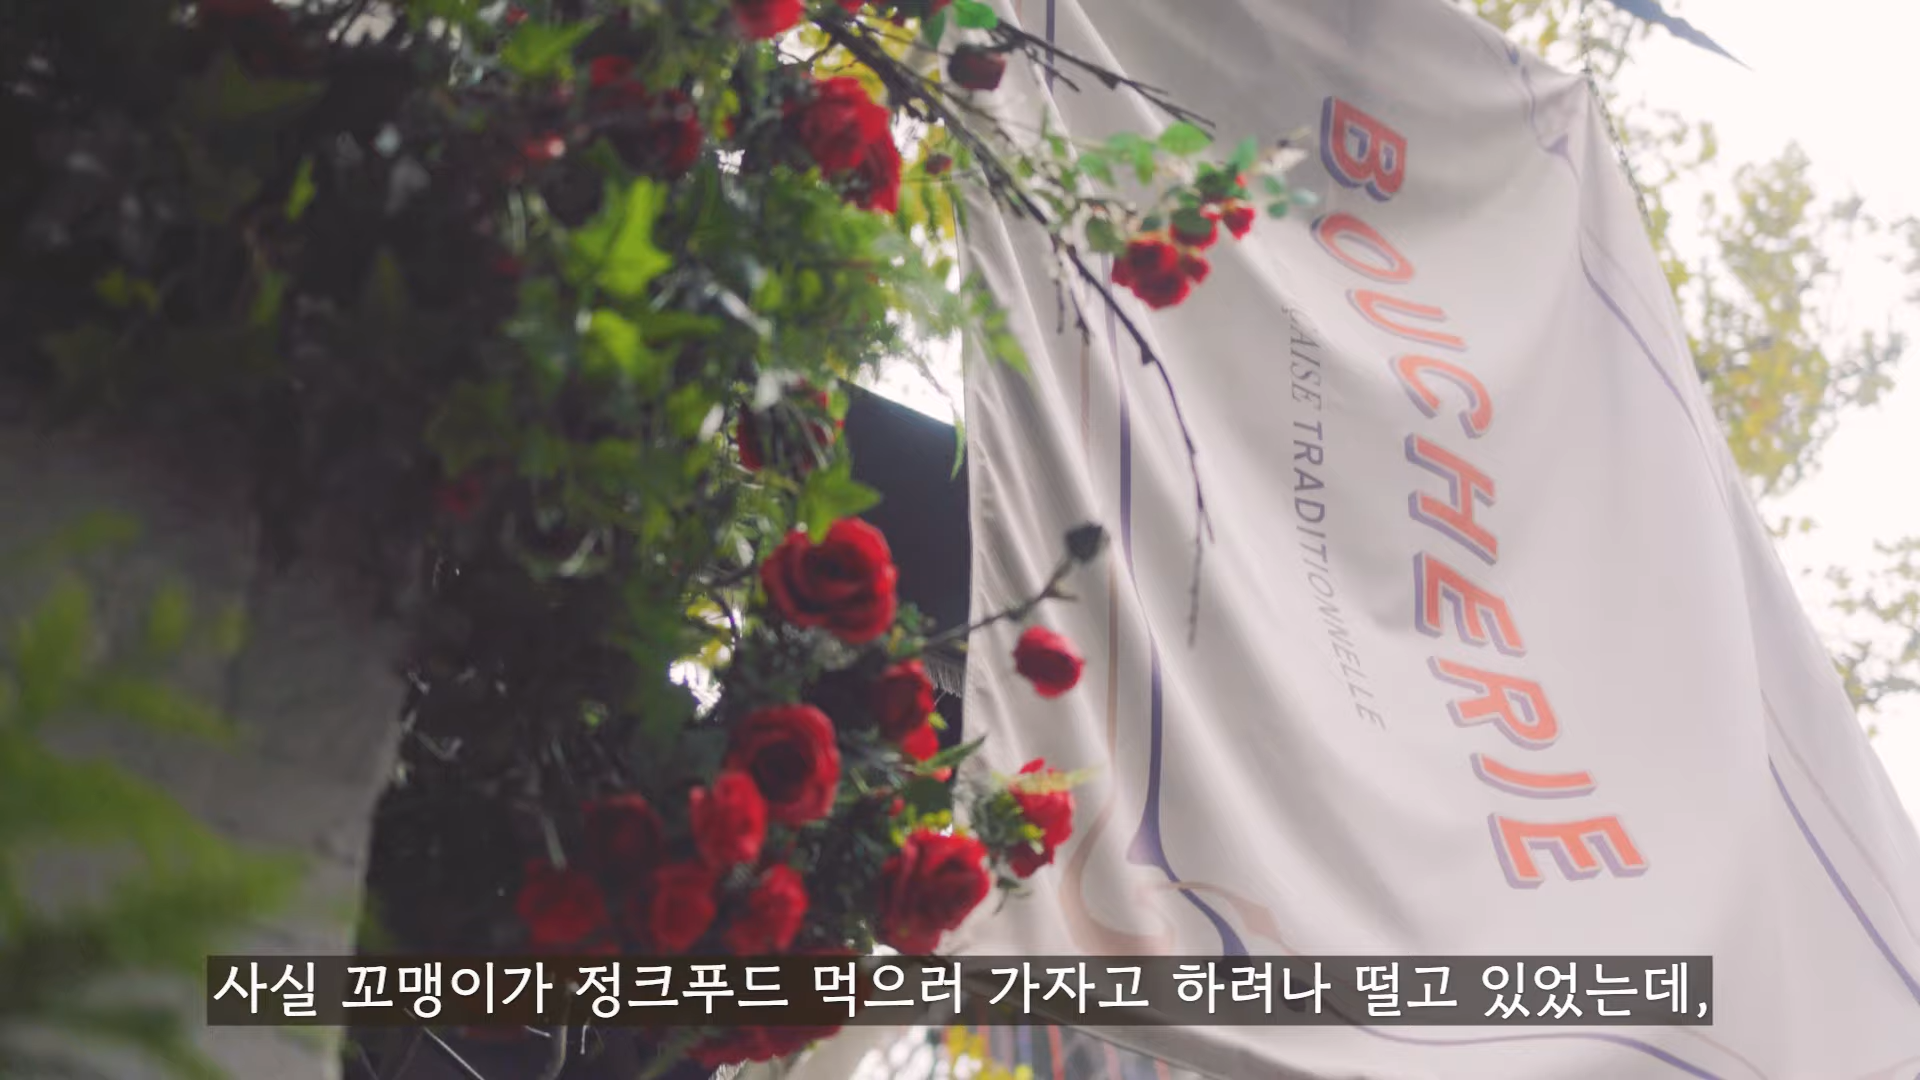 BOUCHERIE
ÇAISE TRADITIONNELLE
사실 꼬맹이가 정크푸드 먹으러 가자고 하려나 떨고 있었는데,